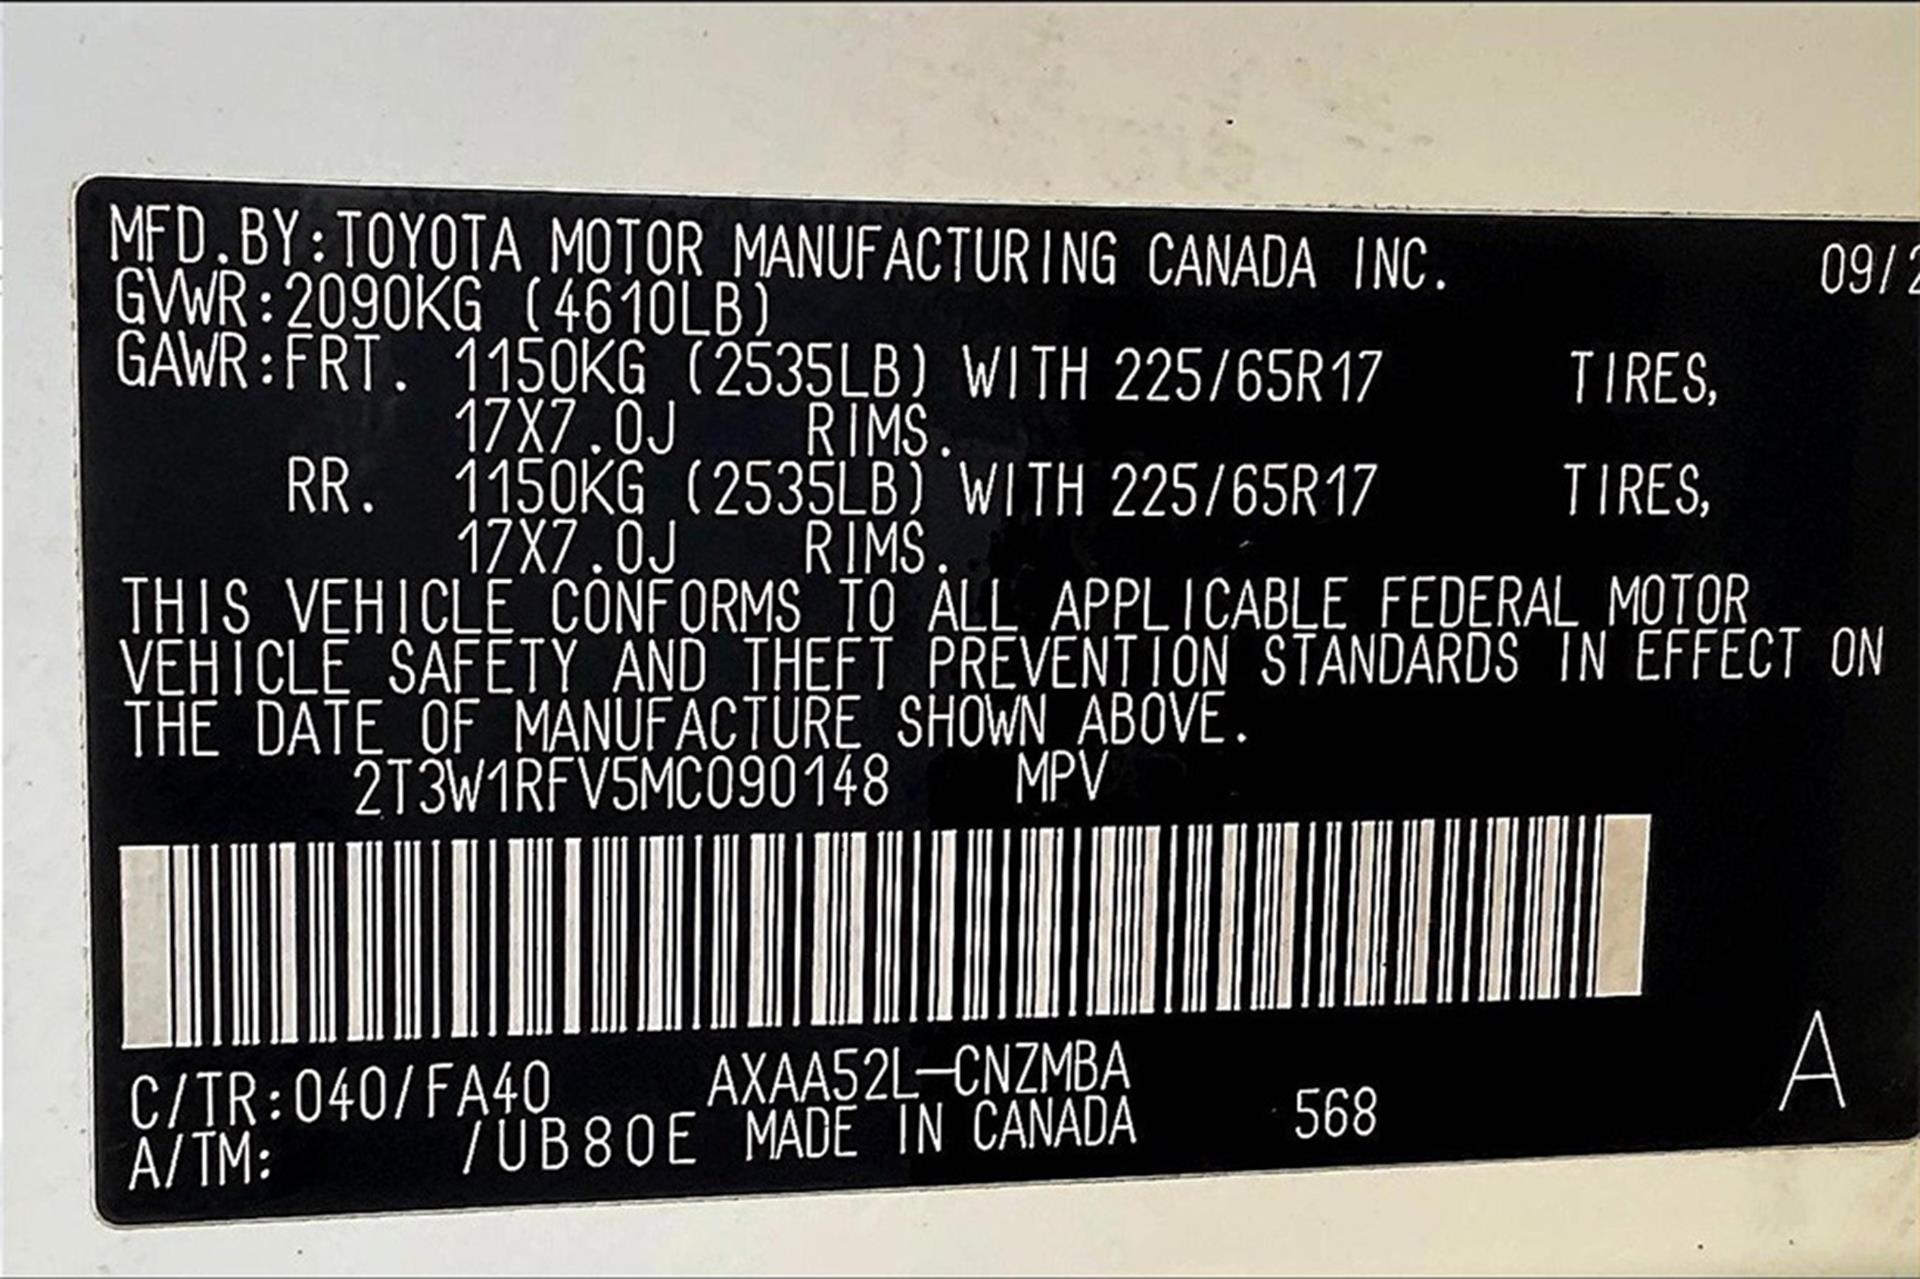 MFD.BY:TOYOTA MOTOR MANUFACTURING CANADA INC. 09/2
GVWR:2090KG (4610LB)
GAWR:FRT. 1150KG (2535LB) WITH 225/65R17 TIRES,
17X7.0J RIMS.
RR. 1150KG (2535LB) WITH 225/65R17 TIRES,
17X7.0J RIMS.
THIS VEHICLE CONFORMS TO ALL APPLICABLE FEDERAL MOTOR
VEHICLE SAFETY AND THEFT PREVENTION STANDARDS IN EFFECT ON
THE DATE OF MANUFACTURE SHOWN ABOVE.
2T3W1RFV5MC090148 MPV
C/TR:040/FA40 AXAA52L-CNZMBA
A/TM: /UB80E MADE IN CANADA 568 A